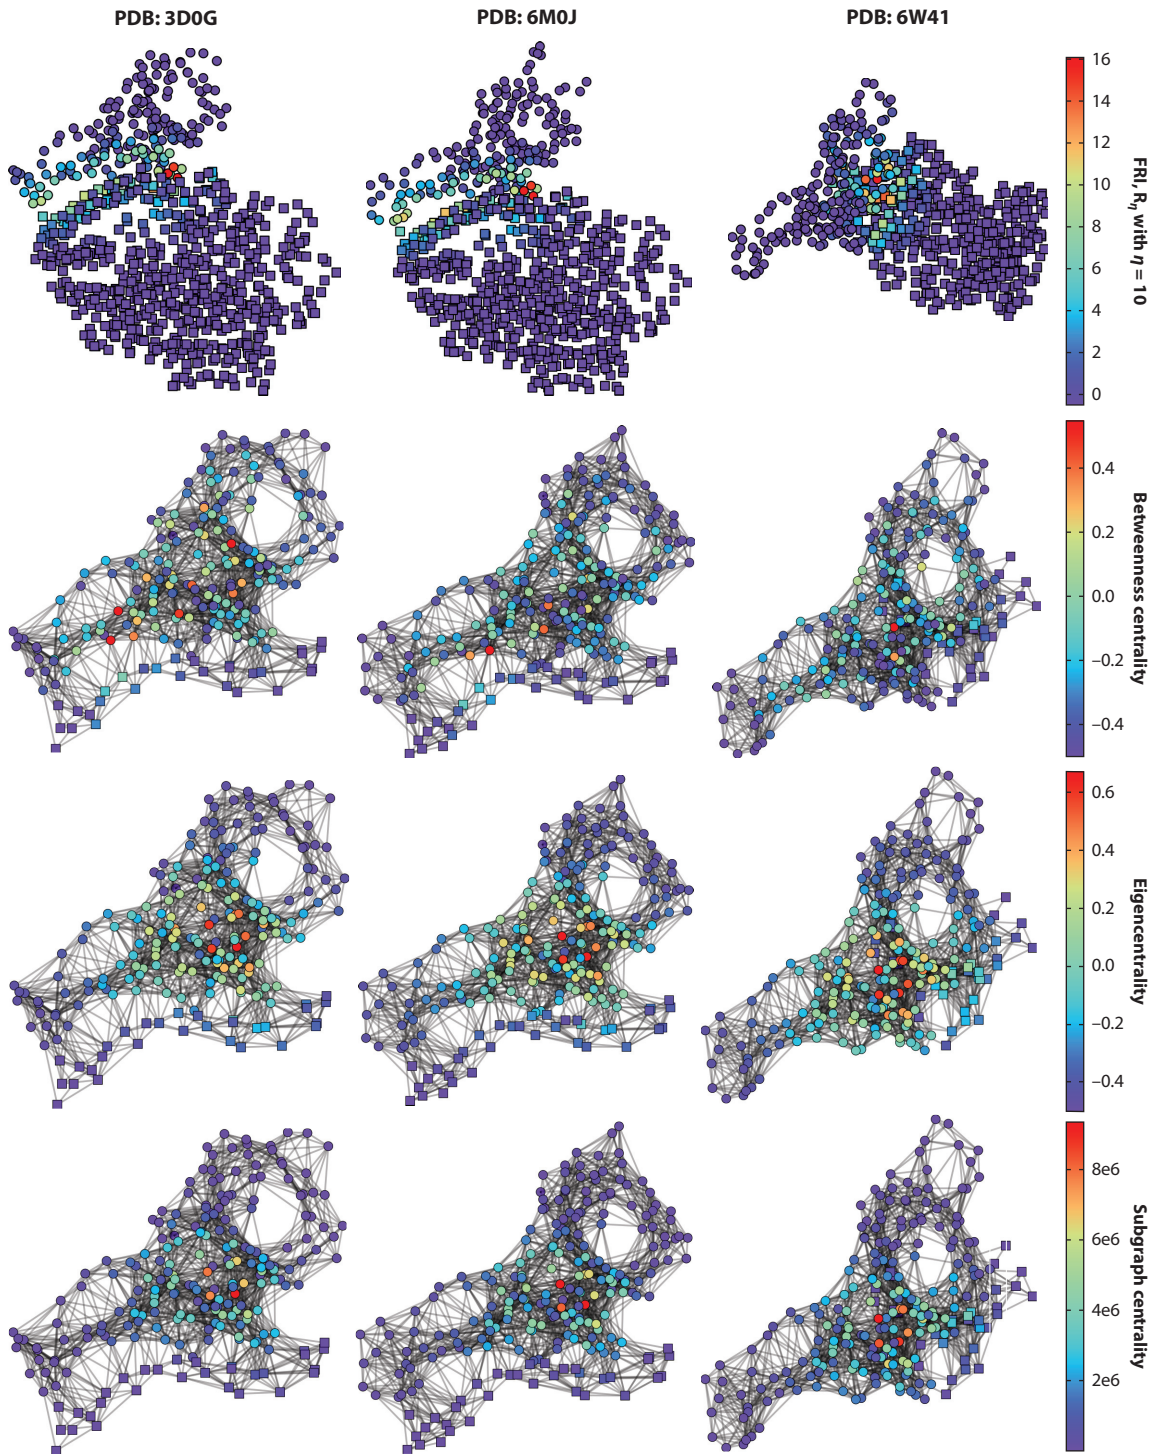 PDB: 3D0G
PDB: 6M0J
PDB: 6W41
16
14
12
10
8
6
4
2
0
FRI, Rη with η = 10
0.4
0.2
0.0
−0.2
−0.4
Betweenness centrality
0.6
0.4
0.2
0.0
−0.2
−0.4
Eigencentrality
8e6
6e6
4e6
2e6
Subgraph centrality